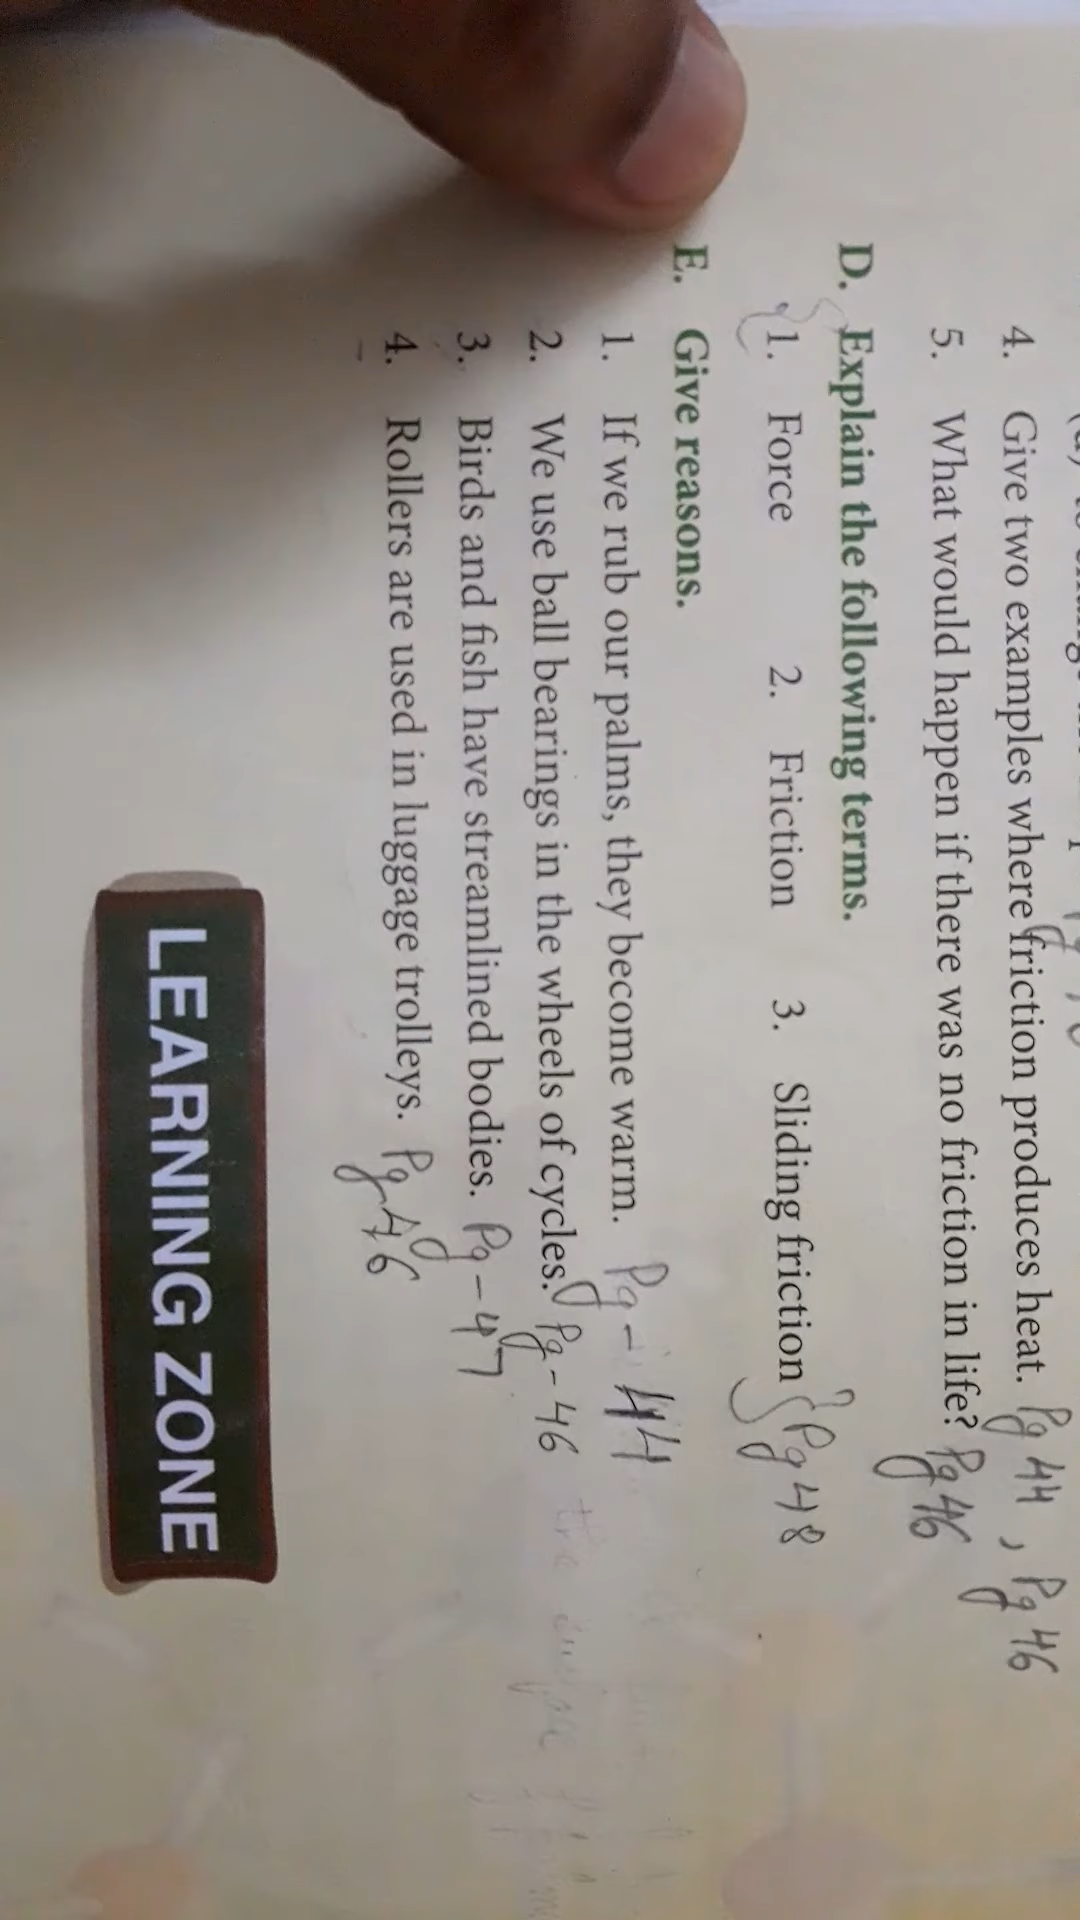 4. Give two examples where friction produces heat. Pg 44, Pg 46
5. What would happen if there was no friction in life? Pg 46
D. Explain the following terms.
1. Force 2. Friction 3. Sliding friction } Pg 48
E. Give reasons.
1. If we rub our palms, they become warm. Pg-44
2. We use ball bearings in the wheels of cycles. Pg-46
3. Birds and fish have streamlined bodies. Pg-47
4. Rollers are used in luggage trolleys. Pg 46
LEARNING ZONE